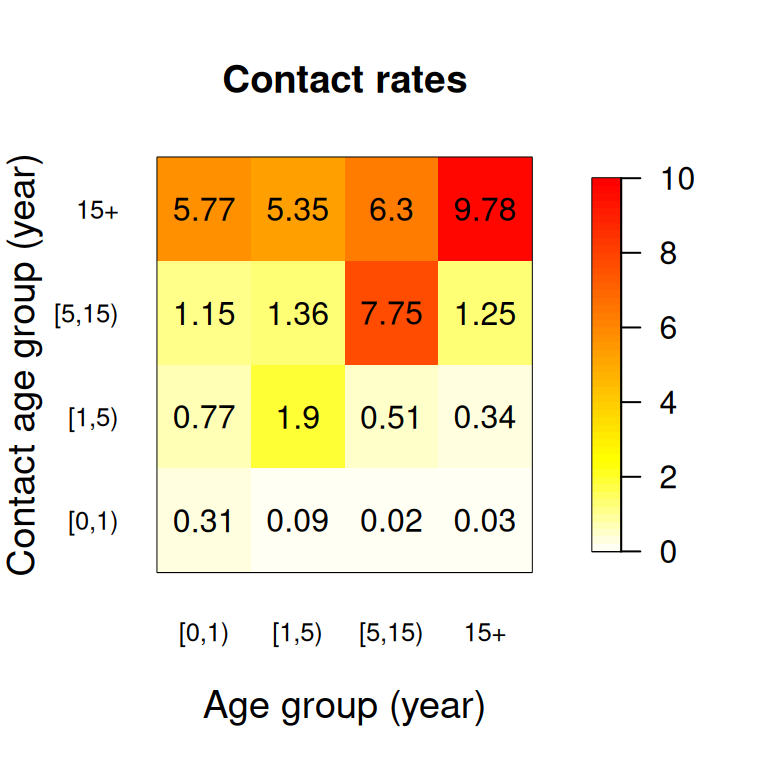 Contact rates
Contact age group (year)
15+ 5.77 5.35 6.3 9.78
[5,15) 1.15 1.36 7.75 1.25
[1,5) 0.77 1.9 0.51 0.34
[0,1) 0.31 0.09 0.02 0.03
[0,1) [1,5) [5,15) 15+
Age group (year)
10
8
6
4
2
0